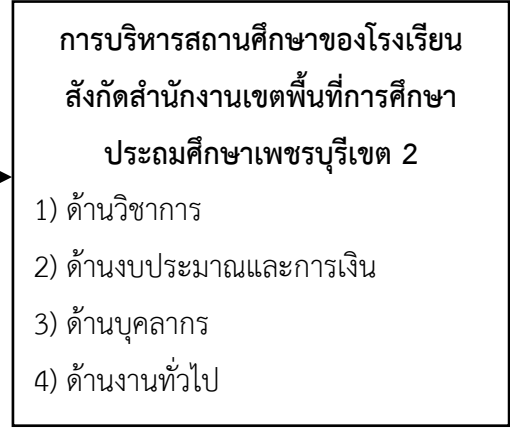 การบริหารสถานศึกษาของโรงเรียน
สังกัดสำนักงานเขตพื้นที่การศึกษา
ประถมศึกษาเพชรบุรีเขต 2
1) ด้านวิชาการ
2) ด้านงบประมาณและการเงิน
3) ด้านบุคลากร
4) ด้านงานทั่วไป